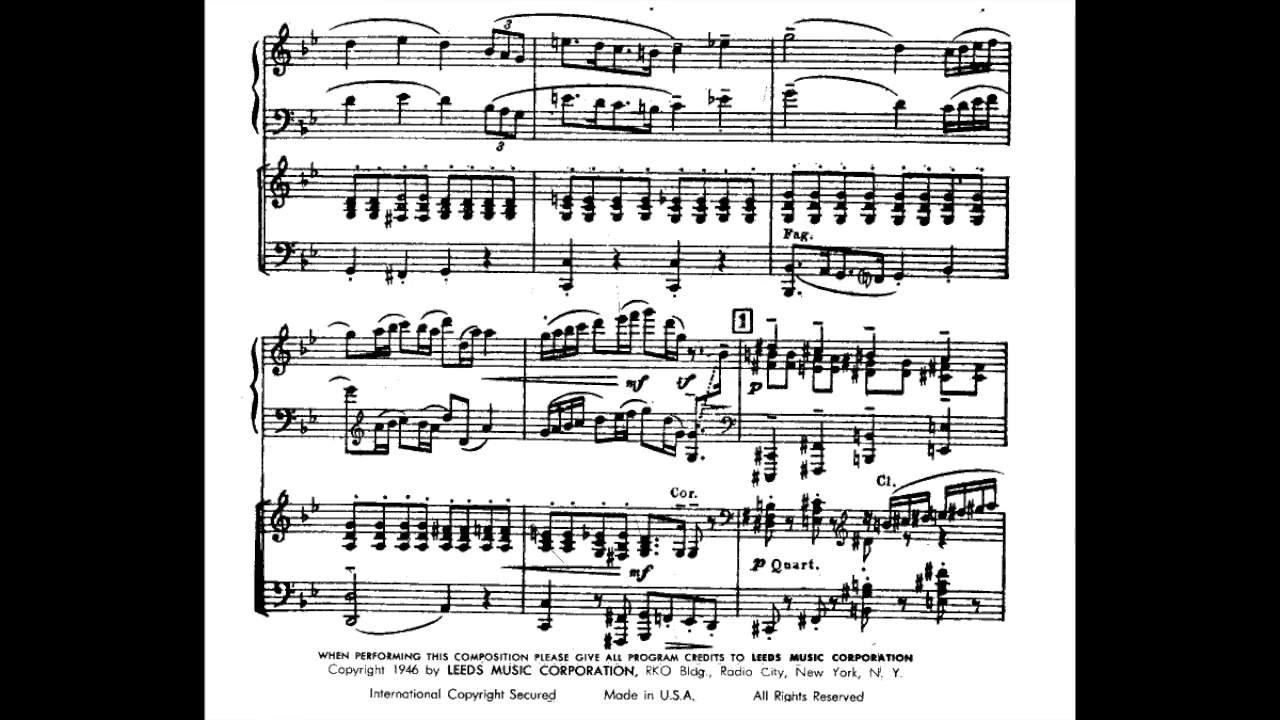 3
3
Fag.
1
mf
sf
p
Cor.
Cl.
mf
p Quart.
WHEN PERFORMING THIS COMPOSITION PLEASE GIVE ALL PROGRAM CREDITS TO LEEDS MUSIC CORPORATION
Copyright 1946 by LEEDS MUSIC CORPORATION, RKO Bldg., Radio City, New York, N. Y.
International Copyright Secured Made in U.S.A. All Rights Reserved